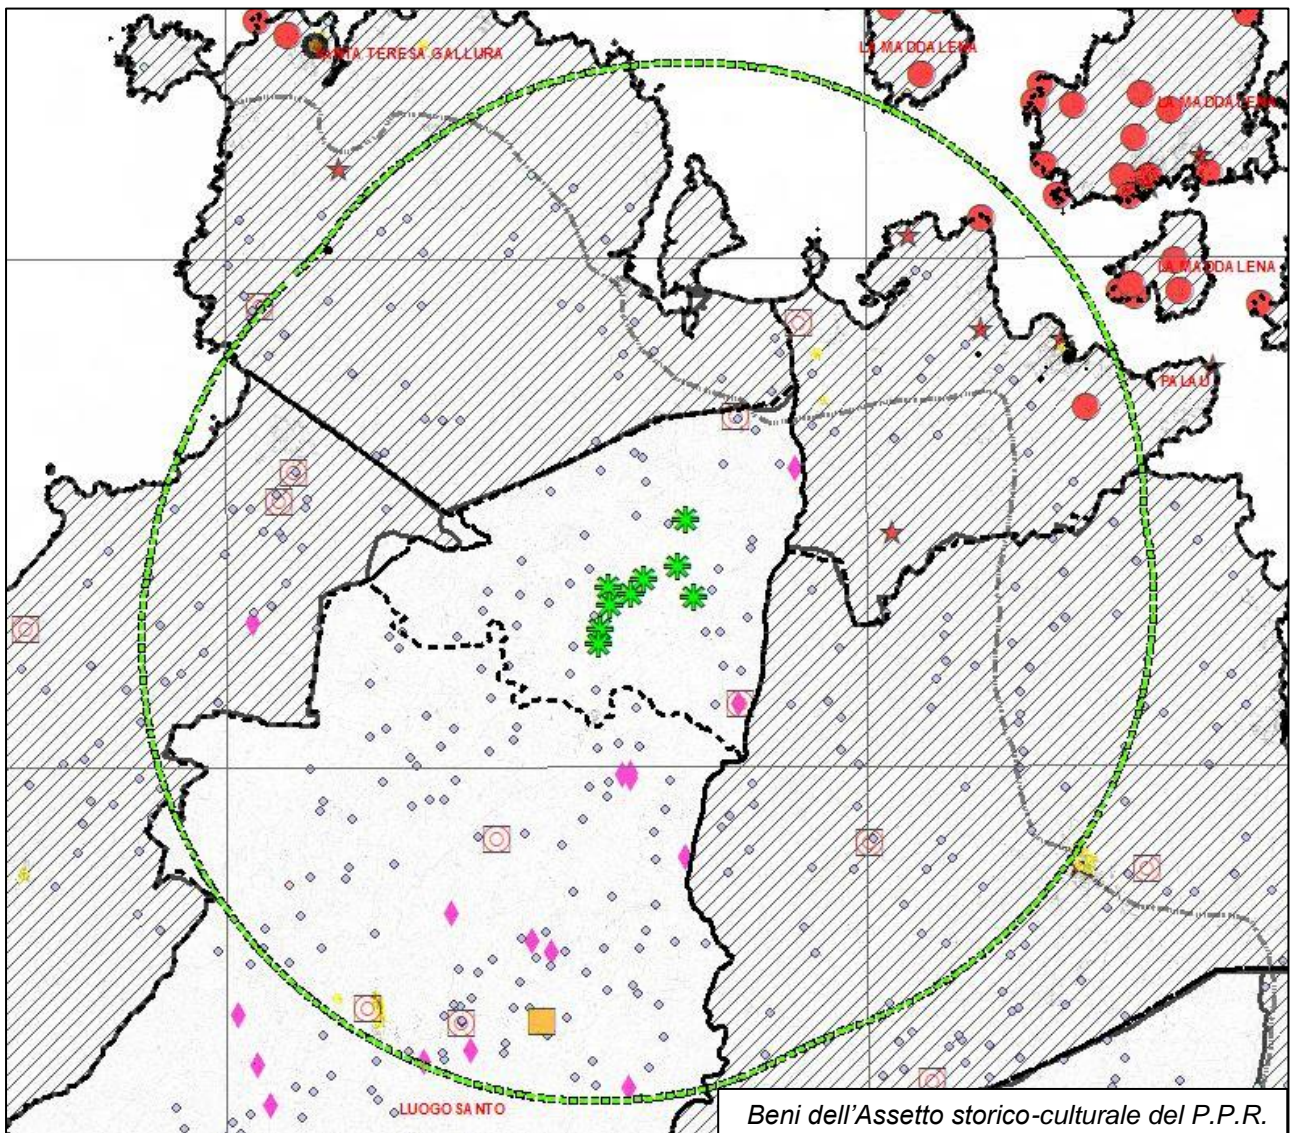 SANTA TERESA GALLURA
LA MADDALENA
LA MADDALENA
LA MADDALENA
PALAU
LUOGO SANTO
Beni dell'Assetto storico-culturale del P.P.R.